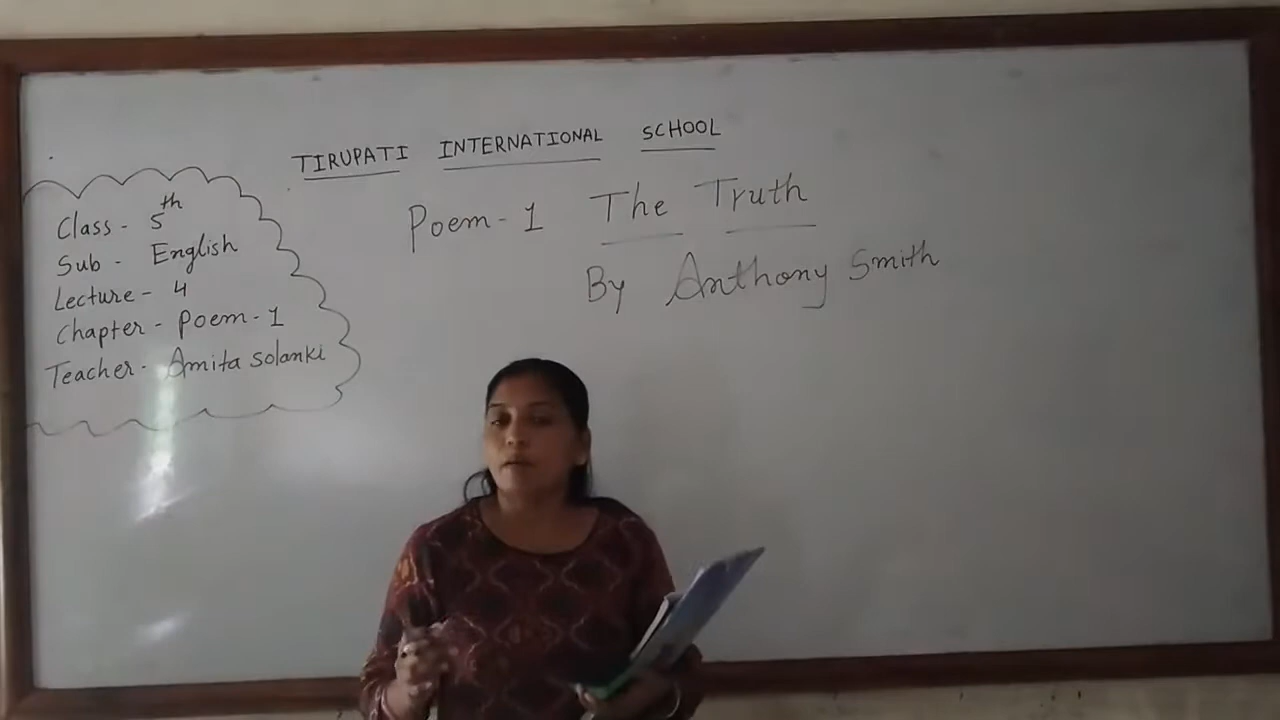 TIRUPATI INTERNATIONAL SCHOOL
Class - 5th
Sub - English
Lecture - 4
Chapter - Poem - 1
Teacher - Amita Solanki
Poem - 1 The Truth
By Anthony Smith